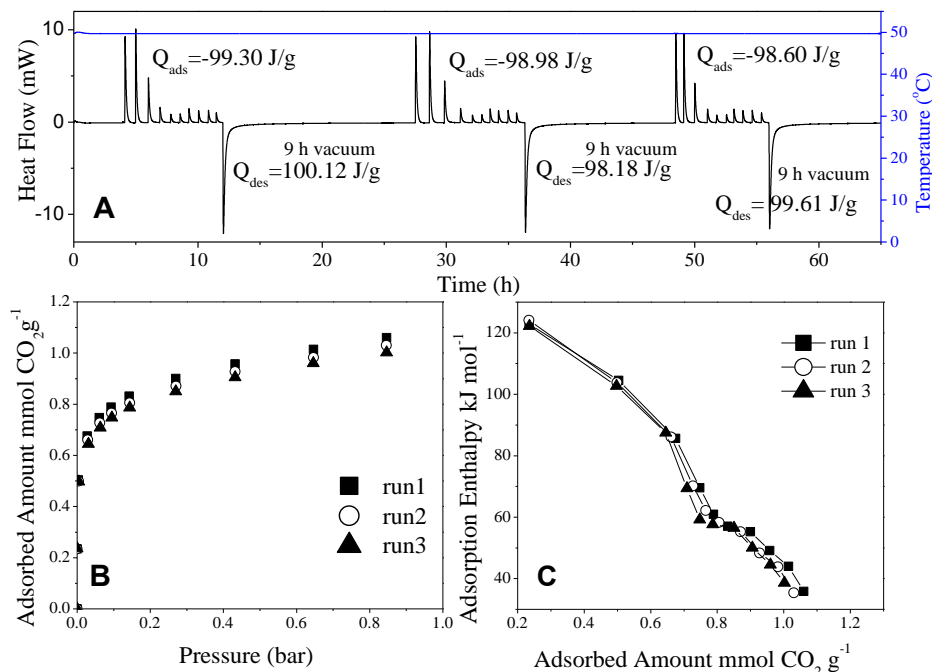 Heat Flow (mW)
10
0
-10
A
Q_ads=-99.30 J/g
Q_ads=-98.98 J/g
Q_ads=-98.60 J/g
9 h vacuum
Q_des=100.12 J/g
9 h vacuum
Q_des=98.18 J/g
9 h vacuum
Q_des= 99.61 J/g
60
50
40
30
20
10
0
Temperature (°C)
0 10 20 30 40 50 60
Time (h)
Adsorbed Amount mmol CO₂g⁻¹
1.2
1.0
0.8
0.6
0.4
0.2
0.0
run1
run2
run3
B
0.0 0.2 0.4 0.6 0.8 1.0
Pressure (bar)
Adsorption Enthalpy kJ mol⁻¹
120
100
80
60
40
run 1
run 2
run 3
C
0.2 0.4 0.6 0.8 1.0 1.2
Adsorbed Amount mmol CO₂ g⁻¹